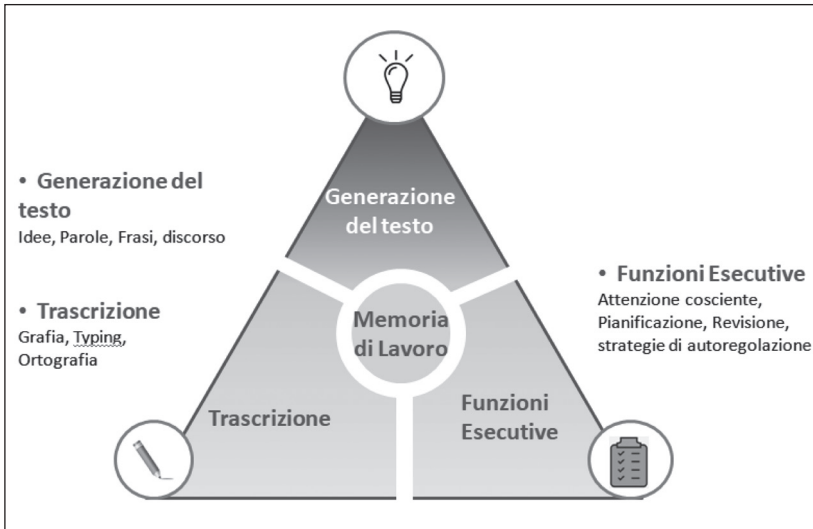 • Generazione del
testo
Idee, Parole, Frasi, discorso
• Trascrizione
Grafia, Typing,
Ortografia
Generazione
del testo
Memoria
di Lavoro
Trascrizione
Funzioni
Esecutive
• Funzioni Esecutive
Attenzione cosciente,
Pianificazione, Revisione,
strategie di autoregolazione